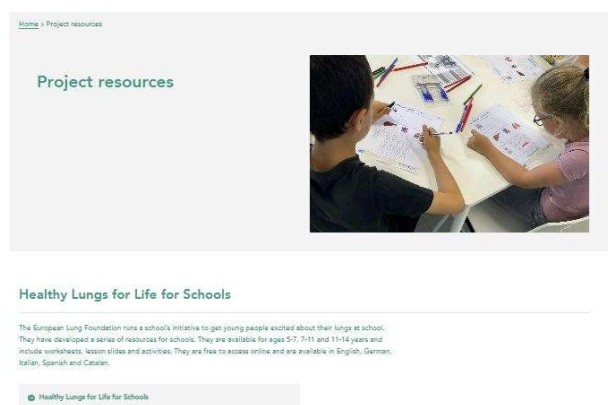 Home » Project resources
Project resources
Healthy Lungs for Life for Schools
The European Lung Foundation runs a school's initiative to get young people excited about their lungs at school.
They have developed a series of resources for schools. They are available for ages 5-7, 7-11 and 11-14 years and
include worksheets, lesson slides and activities. They are free to access online and are available in English, German,
Italian, Spanish and Catalan.
Healthy Lungs for Life for Schools